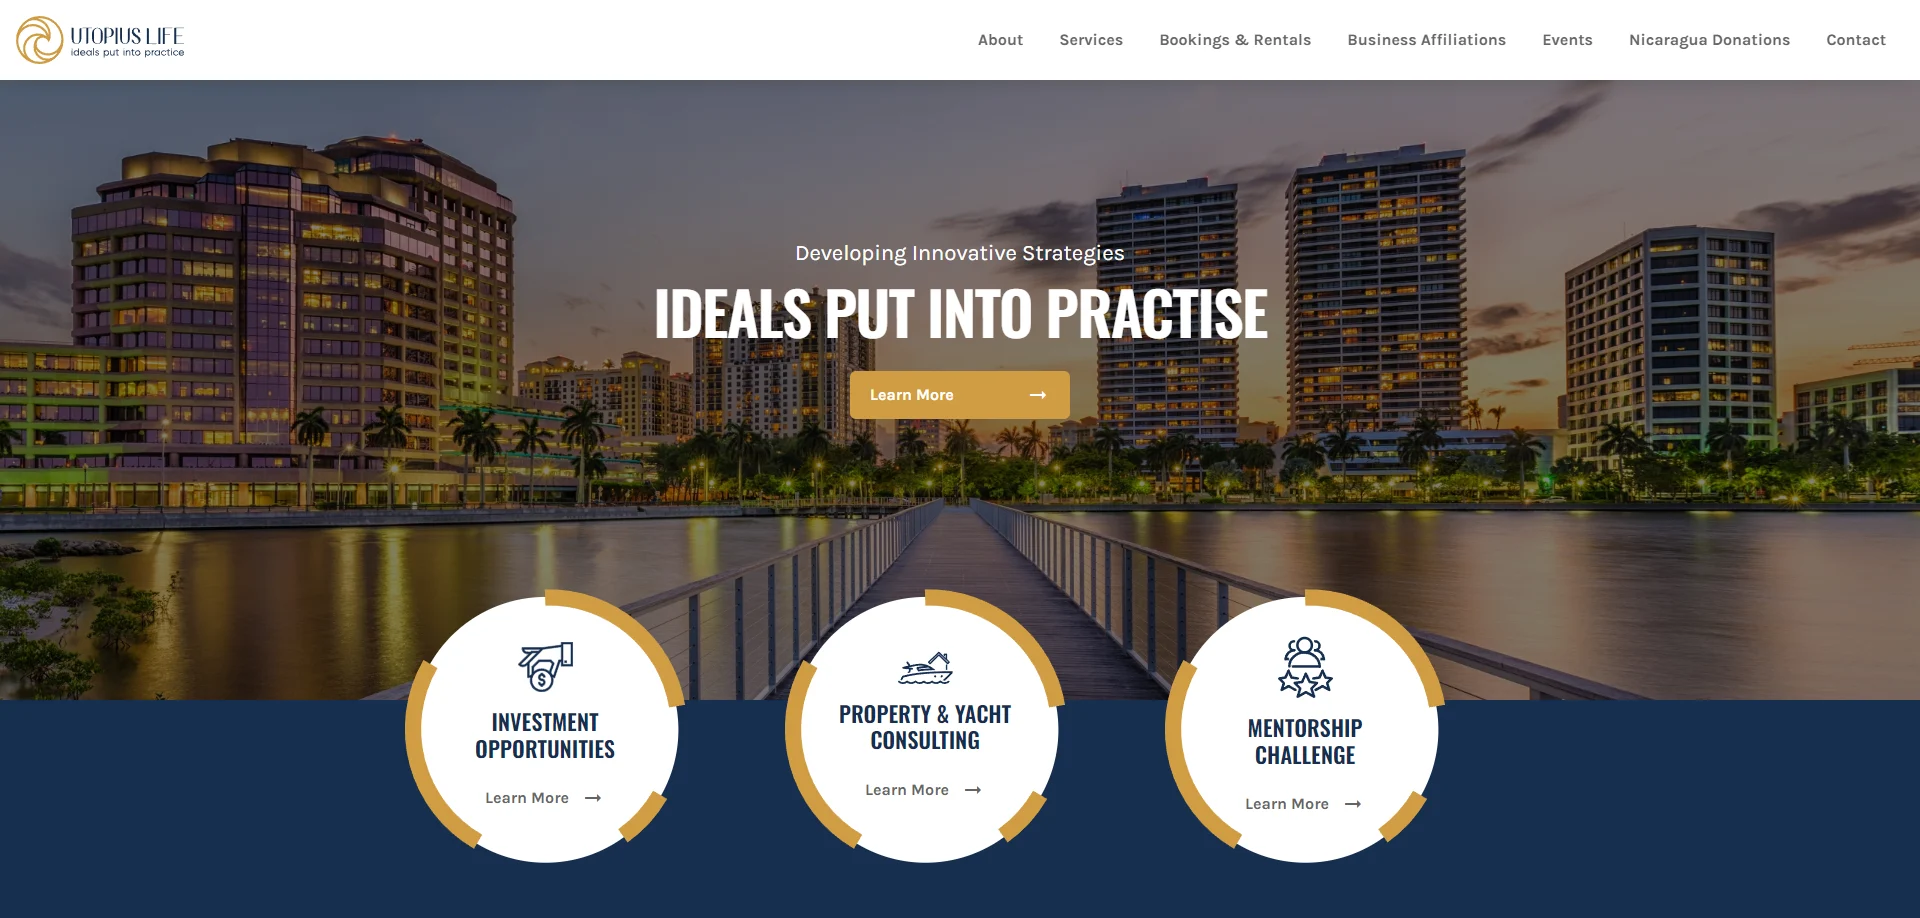 UTOPIUS LIFE
ideals put into practice
About
Services
Bookings & Rentals
Business Affiliations
Events
Nicaragua Donations
Contact
Developing Innovative Strategies
IDEALS PUT INTO PRACTISE
Learn More
INVESTMENT
OPPORTUNITIES
Learn More
PROPERTY & YACHT
CONSULTING
Learn More
MENTORSHIP
CHALLENGE
Learn More